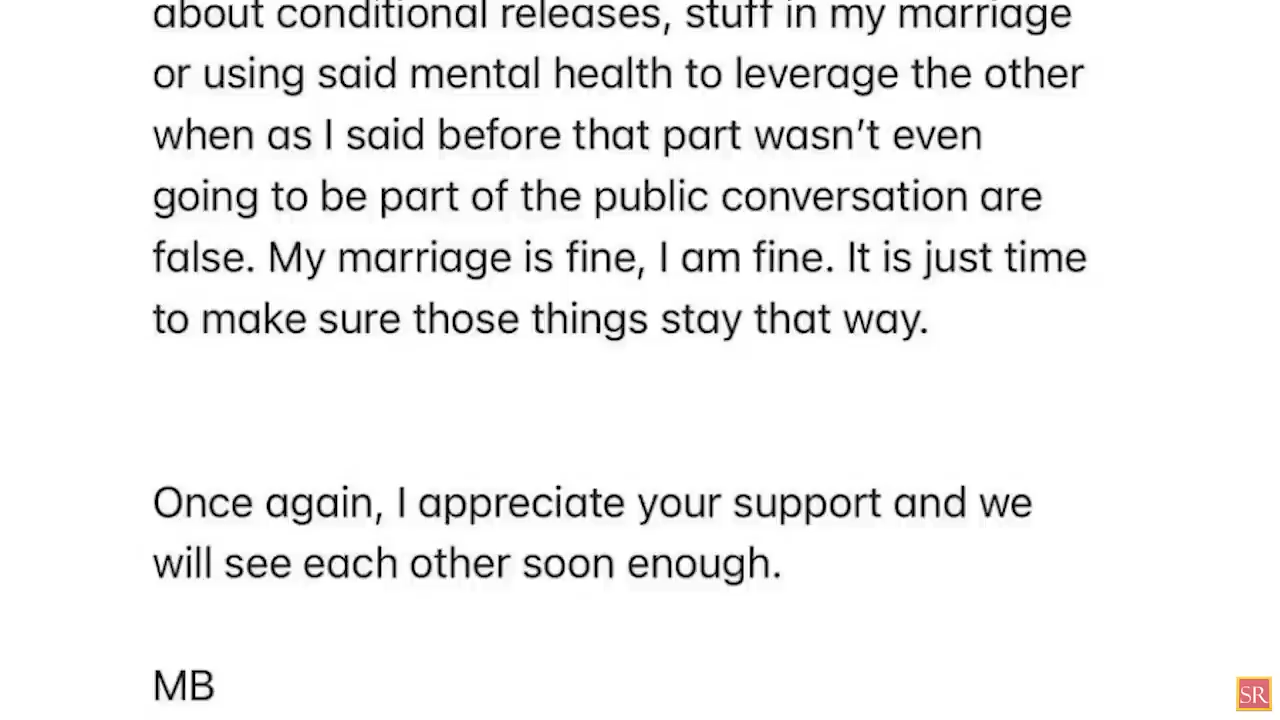 about conditional releases, stuff in my marriage
or using said mental health to leverage the other
when as I said before that part wasn’t even
going to be part of the public conversation are
false. My marriage is fine, I am fine. It is just time
to make sure those things stay that way.
Once again, I appreciate your support and we
will see each other soon enough.
MB
SR